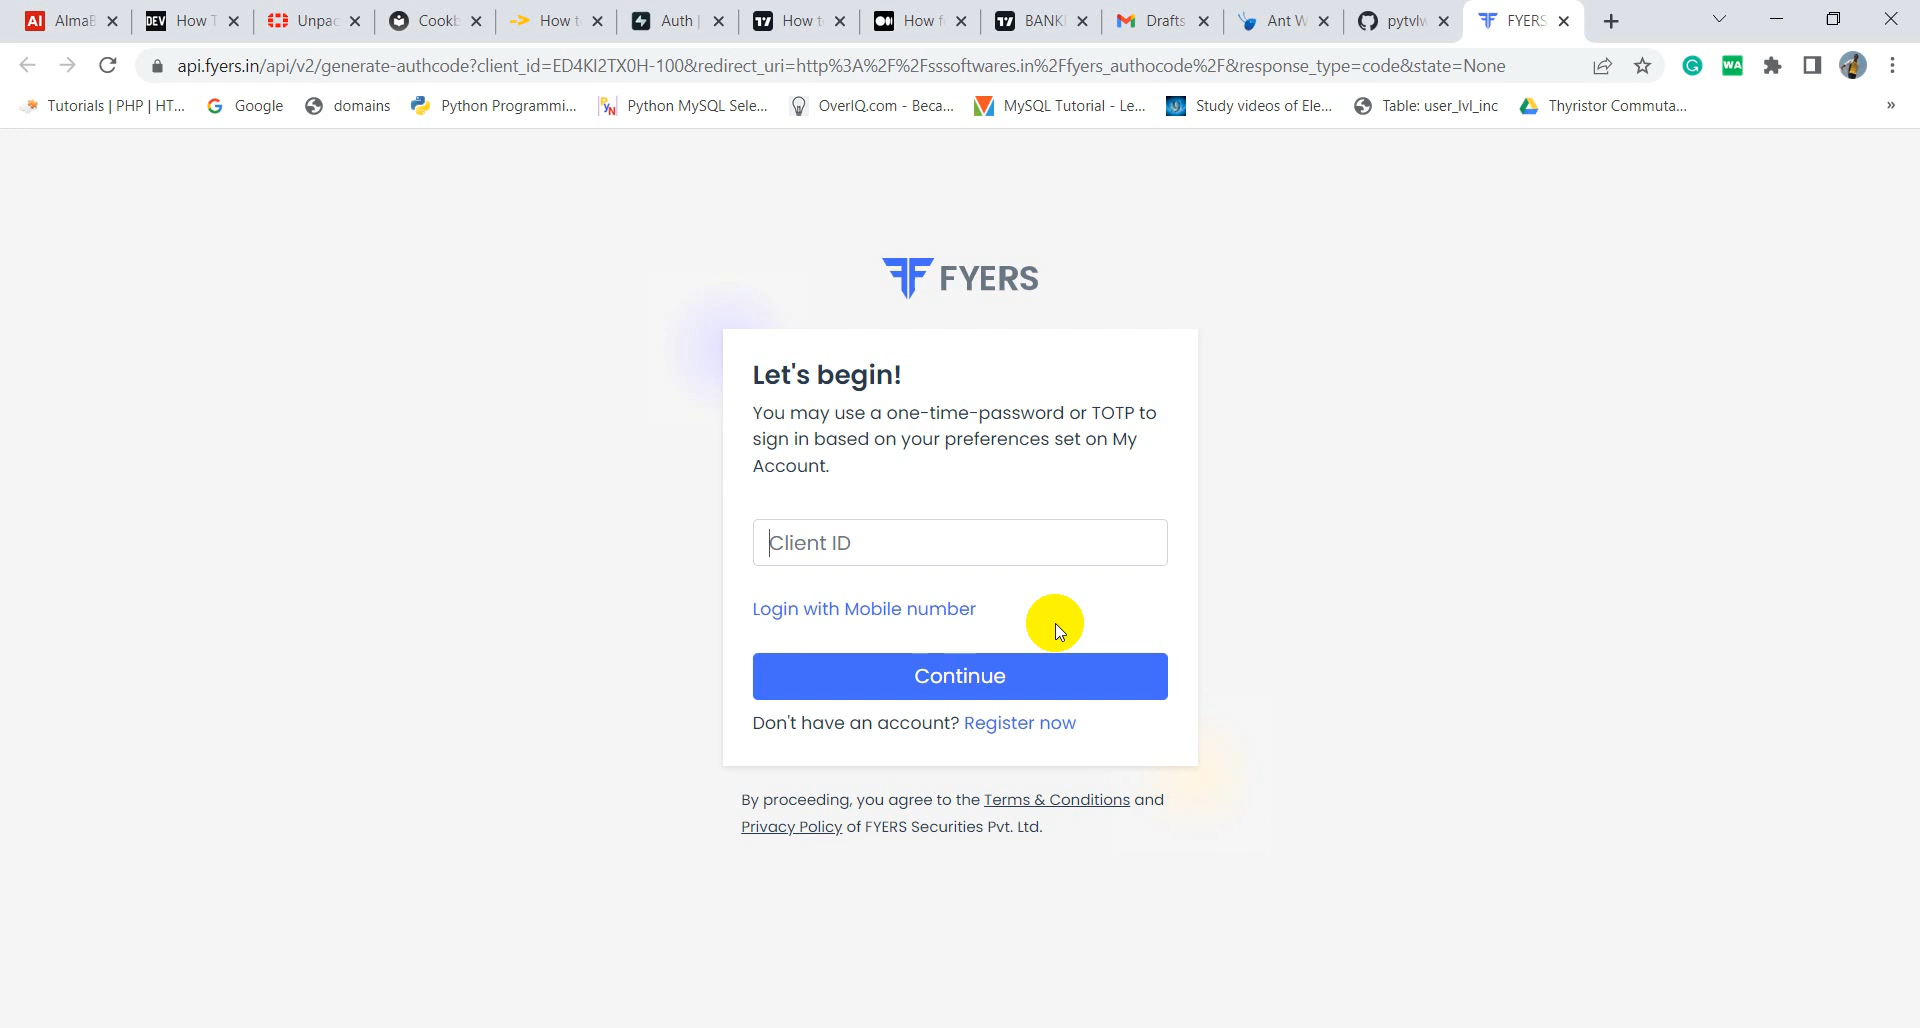 AlmaB
DEV How T
Unpac
Cookb
How t
Auth |
How t
How f
BANKI
Drafts
Ant W
pytvlw
FYERS
api.fyers.in/api/v2/generate-authcode?client_id=ED4KI2TX0H-100&redirect_uri=http%3A%2F%2Fsssoftwares.in%2Ffyers_authocode%2F&response_type=code&state=None
Tutorials | PHP | HT...
Google
domains
Python Programmi...
Python MySQL Sele...
OverIQ.com - Beca...
MySQL Tutorial - Le...
Study videos of Ele...
Table: user_lvl_inc
Thyristor Commuta...
»
FYERS
Let's begin!
You may use a one-time-password or TOTP to
sign in based on your preferences set on My
Account.
Client ID
Login with Mobile number
Continue
Don't have an account? Register now
By proceeding, you agree to the Terms & Conditions and
Privacy Policy of FYERS Securities Pvt. Ltd.